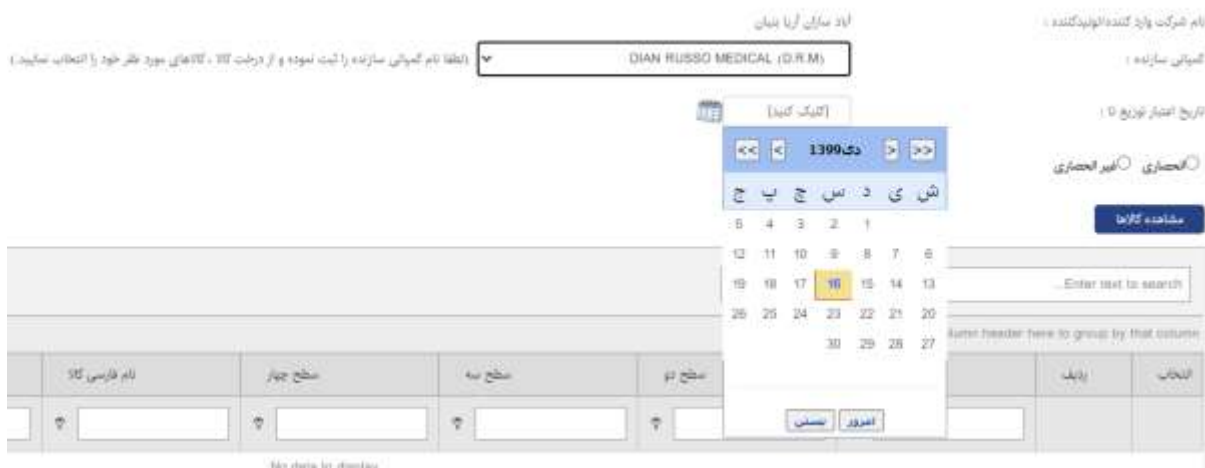 نام شرکت وارد کننده/تولیدکننده :
آباد سازان آریا بنیان
کمپانی سازنده :
DIAN RUSSO MEDICAL (D.R.M)
(لطفا نام کمپانی سازنده را ثبت نموده و از درخت کالا ، کالاهای مورد نظر خود را انتخاب نمایید.)
تاریخ اعتبار توزیع تا :
[کلیک کنید]
<< < دی1399 > >>
ش ی د س چ پ ج
1 2 3 4 5
6 7 8 9 10 11 12
13 14 15 16 17 18 19
20 21 22 23 24 25 26
27 28 29 30
امروز بستن
انحصاری غیر انحصاری
مشاهده کالاها
Enter text to search...
column header here to group by that column
انتخاب ردیف سطح دو سطح سه سطح چهار نام فارسی کالا
No data to display